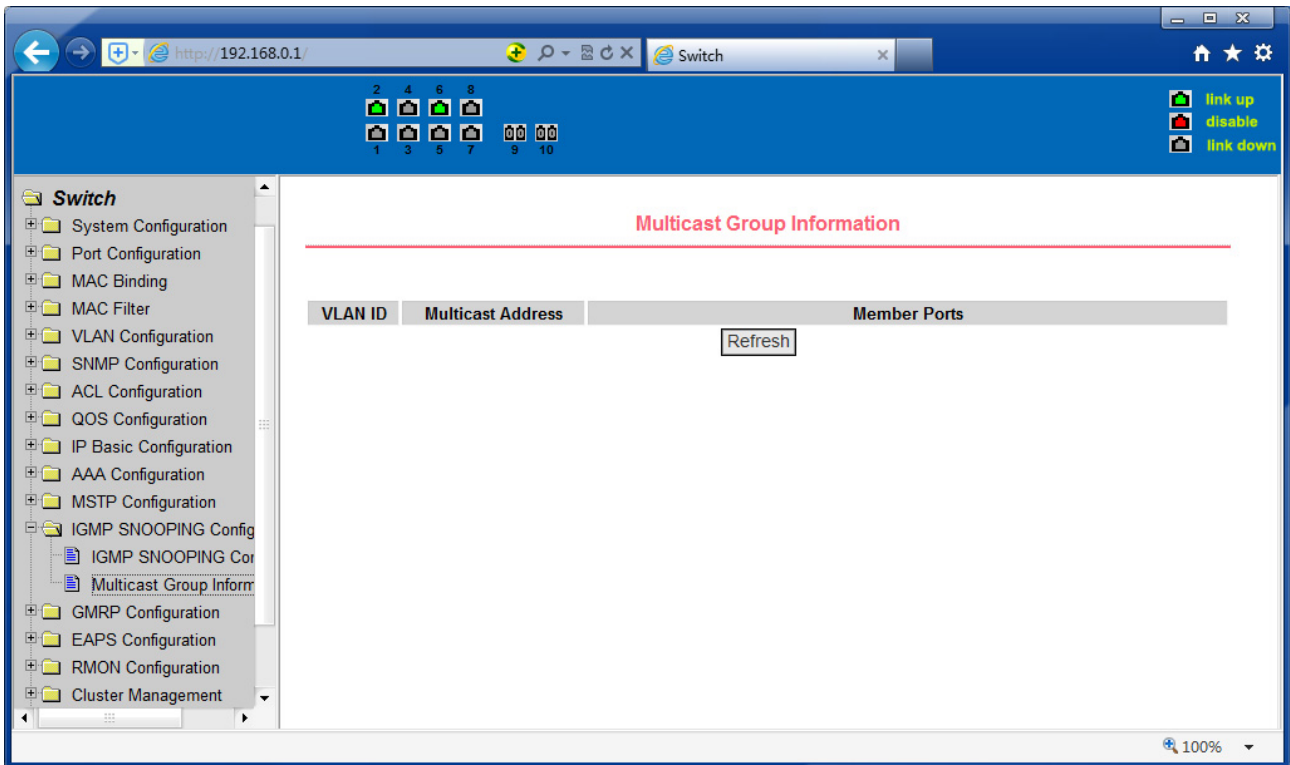 http://192.168.0.1/
Switch
2 4 6 8
1 3 5 7 9 10
link up
disable
link down
Switch
System Configuration
Port Configuration
MAC Binding
MAC Filter
VLAN Configuration
SNMP Configuration
ACL Configuration
QOS Configuration
IP Basic Configuration
AAA Configuration
MSTP Configuration
IGMP SNOOPING Config
IGMP SNOOPING Cor
Multicast Group Inform
GMRP Configuration
EAPS Configuration
RMON Configuration
Cluster Management
Multicast Group Information
VLAN ID Multicast Address Member Ports
Refresh
100%